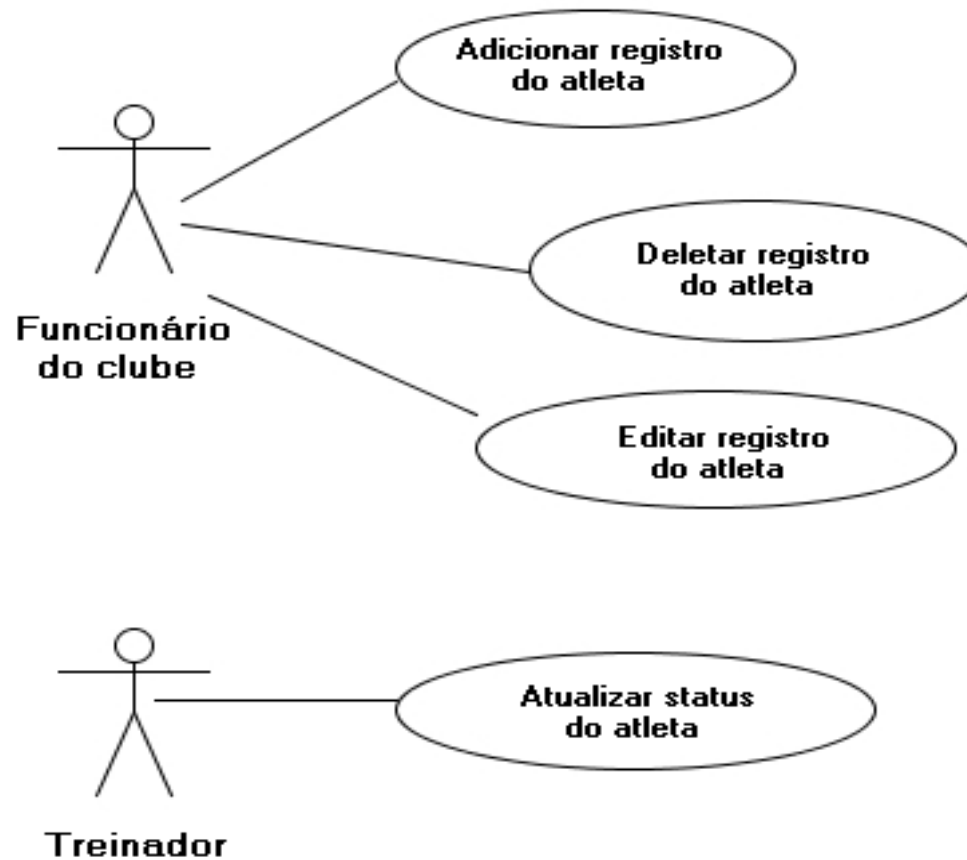 Adicionar registro
do atleta
Deletar registro
do atleta
Funcionário
do clube
Editar registro
do atleta
Atualizar status
do atleta
Treinador